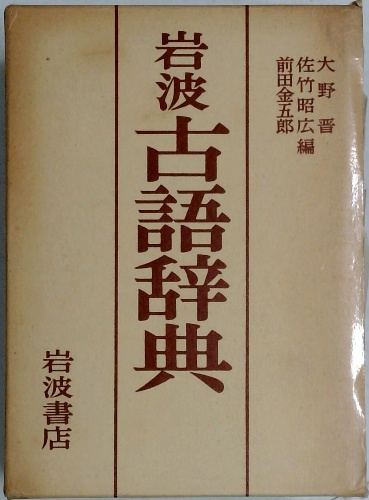 大野晋
佐竹昭広編
前田金五郎
岩波
古語辞典
岩波書店